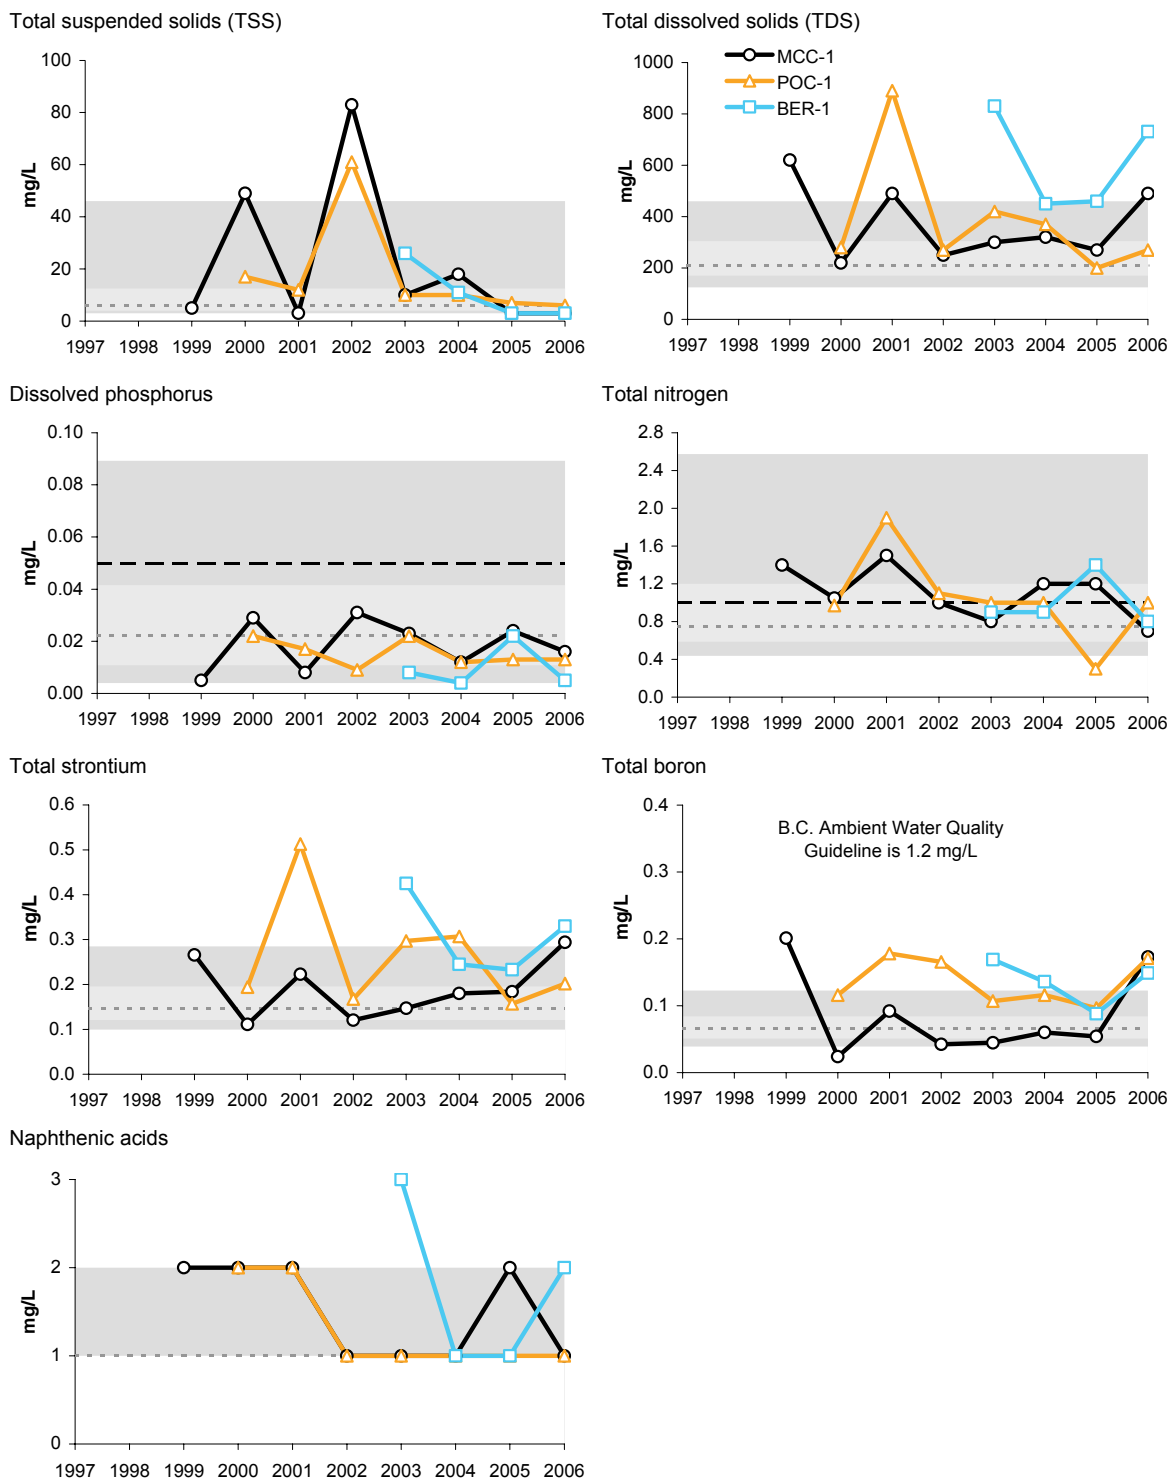 Total suspended solids (TSS)
100
80
60
40
20
0
mg/L
1997 1998 1999 2000 2001 2002 2003 2004 2005 2006
Total dissolved solids (TDS)
1000
800
600
400
200
0
mg/L
MCC-1
POC-1
BER-1
1997 1998 1999 2000 2001 2002 2003 2004 2005 2006
Dissolved phosphorus
0.10
0.08
0.06
0.04
0.02
0.00
mg/L
1997 1998 1999 2000 2001 2002 2003 2004 2005 2006
Total nitrogen
2.8
2.4
2.0
1.6
1.2
0.8
0.4
0.0
mg/L
1997 1998 1999 2000 2001 2002 2003 2004 2005 2006
Total strontium
0.6
0.5
0.4
0.3
0.2
0.1
0.0
mg/L
1997 1998 1999 2000 2001 2002 2003 2004 2005 2006
Total boron
0.4
0.3
0.2
0.1
0.0
mg/L
B.C. Ambient Water Quality
Guideline is 1.2 mg/L
1997 1998 1999 2000 2001 2002 2003 2004 2005 2006
Naphthenic acids
3
2
1
0
mg/L
1997 1998 1999 2000 2001 2002 2003 2004 2005 2006